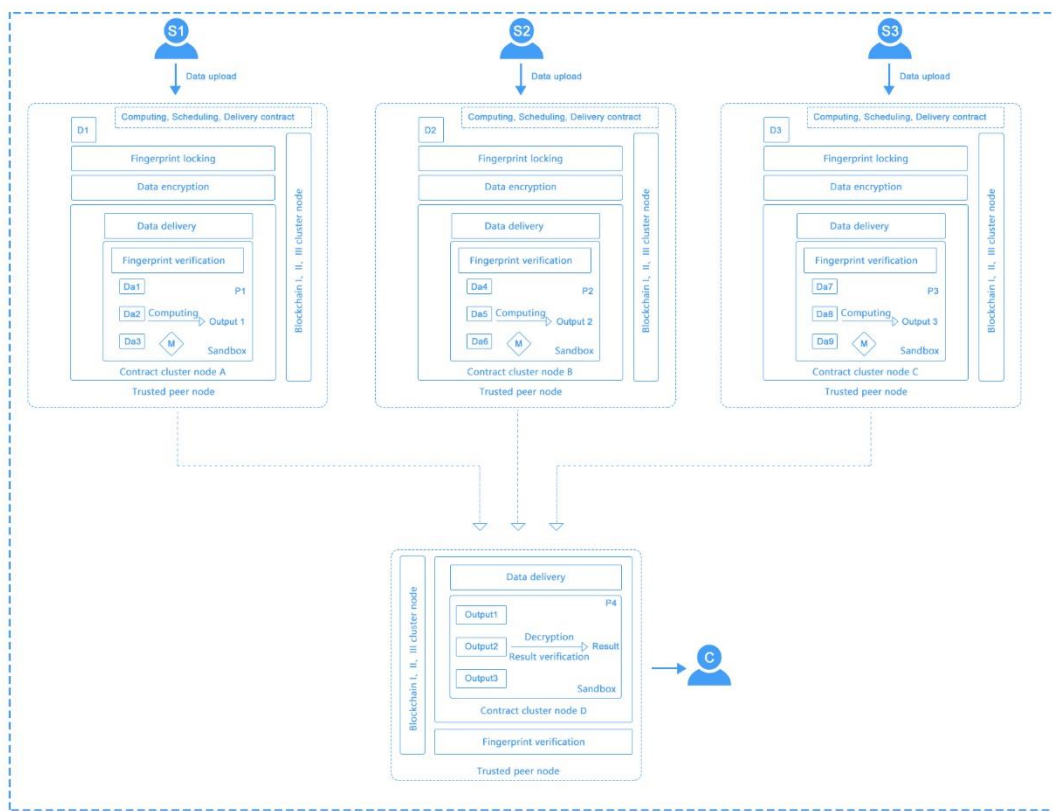 S1
S2
S3
Data upload
Data upload
Data upload
D1
Computing, Scheduling, Delivery contract
Fingerprint locking
Data encryption
Data delivery
Fingerprint verification
Da1
P1
Da2
Computing
Output 1
Da3
M
Sandbox
Contract cluster node A
Trusted peer node
Blockchain I、II、III cluster node
D2
Computing, Scheduling, Delivery contract
Fingerprint locking
Data encryption
Data delivery
Fingerprint verification
Da4
P2
Da5
Computing
Output 2
Da6
M
Sandbox
Contract cluster node B
Trusted peer node
Blockchain I、II、III cluster node
D3
Computing, Scheduling, Delivery contract
Fingerprint locking
Data encryption
Data delivery
Fingerprint verification
Da7
P3
Da8
Computing
Output 3
Da9
M
Sandbox
Contract cluster node C
Trusted peer node
Blockchain I、II、III cluster node
Blockchain I、II、III cluster node
Data delivery
P4
Output1
Output2
Decryption
Result verification
Result
Output3
Sandbox
Contract cluster node D
Fingerprint verification
Trusted peer node
C